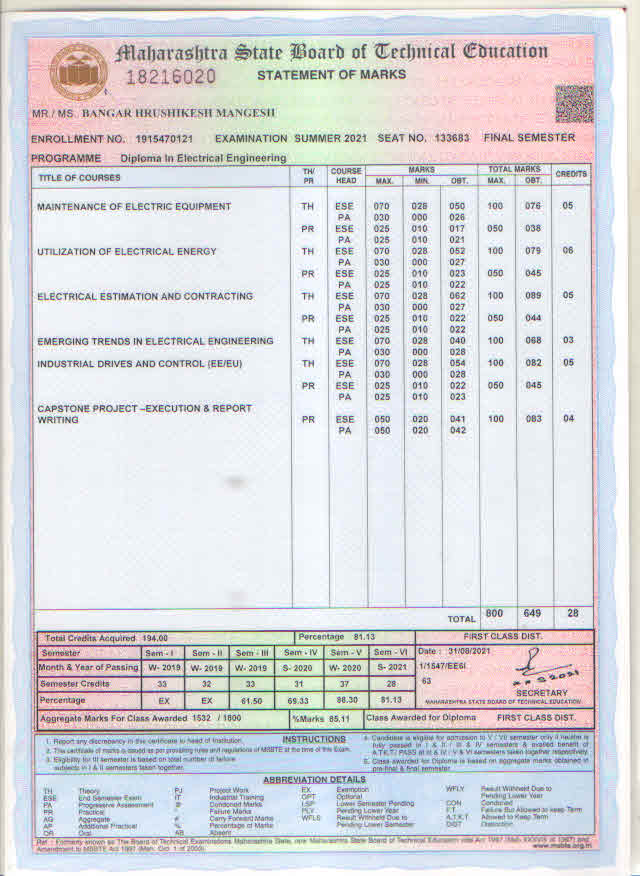 Maharashtra State Board of Technical Education
18216020
STATEMENT OF MARKS
MR./ MS. BANGAR HRUSHIKESH MANGESH
ENROLLMENT NO. 1915470121 EXAMINATION SUMMER 2021 SEAT NO. 133683 FINAL SEMESTER
PROGRAMME Diploma In Electrical Engineering
TITLE OF COURSES TH/ PR COURSE HEAD MARKS MAX. MIN. OBT. TOTAL MARKS MAX. OBT. CREDITS
MAINTENANCE OF ELECTRIC EQUIPMENT TH ESE 070 028 050 100 076 05
PA 030 000 026
PR ESE 025 010 017 050 038
PA 025 010 021
UTILIZATION OF ELECTRICAL ENERGY TH ESE 070 028 052 100 079 06
PA 030 000 027
PR ESE 025 010 023 050 045
PA 025 010 022
ELECTRICAL ESTIMATION AND CONTRACTING TH ESE 070 028 062 100 089 05
PA 030 000 027
PR ESE 025 010 022 050 044
PA 025 010 022
EMERGING TRENDS IN ELECTRICAL ENGINEERING TH ESE 070 028 040 100 068 03
PA 030 000 028
INDUSTRIAL DRIVES AND CONTROL (EE/EU) TH ESE 070 028 054 100 082 05
PA 030 000 028
PR ESE 025 010 022 050 045
PA 025 010 023
CAPSTONE PROJECT –EXECUTION & REPORT
WRITING PR ESE 050 020 041 100 083 04
PA 050 020 042
TOTAL 800 649 28
Total Credits Acquired 194.00 Percentage 81.13 FIRST CLASS DIST.
Semester Sem - I Sem - II Sem - III Sem - IV Sem - V Sem - VI Date : 31/08/2021
Month & Year of Passing W- 2019 W- 2019 W- 2019 S- 2020 W- 2020 S- 2021 1/1547/EE6I
Semester Credits 33 32 33 31 37 28 63
SECRETARY
Percentage EX EX 61.50 69.33 88.30 81.13 MAHARASHTRA STATE BOARD OF TECHNICAL EDUCATION
Aggregate Marks For Class Awarded 1532 / 1800 %Marks 85.11 Class Awarded for Diploma FIRST CLASS DIST.
INSTRUCTIONS
1. Report any discrepancy in this certificate to head of Institution.
2. This certificate of marks is issued as per providing rules and regulations of MSBTE at the time of this Exam.
3. Eligibility for III semester is based on total number of failure
subjects in I & II semesters taken together.
4. Candidate is eligible for admission to V / VI semester only if he/she is
fully passed in I & II / III & IV semesters & availed benefit of
A.T.K.T./ PASS at III & IV / V & VI semesters taken together respectively.
5. Class awarded for Diploma is based on aggregate marks obtained in
pre-final & final semester.
ABBREVIATION DETAILS
TH Theory PJ Project Work EX Exemption WFLY Result Withheld Due to
ESE End Semester Exam IT Industrial Training OPT Optional Pending Lower Year
PA Progressive Assessment @ Condoned Marks LSP Lower Semester Pending CON Condoned
PR Practical * Failure Marks PLY Pending Lower Year F.T. Failure But Allowed to keep Term
AG Aggregate # Carry Forward Marks WFLS Result Withheld Due to A.T.K.T. Allowed to Keep Term
AP Additional Practical % Percentage of Marks Pending Lower Semester DIST Distinction
OR Oral AB Absent
Ref : Formerly known as The Board of Technical Examinations Maharashtra State, now Maharashtra State Board of Technical Education vide Act 1997 (Mah XXXVIII of 1997) and
Amendment to MSBTE Act 1997 (Mah. Oct. 1 of 2003). www.msbte.org.in